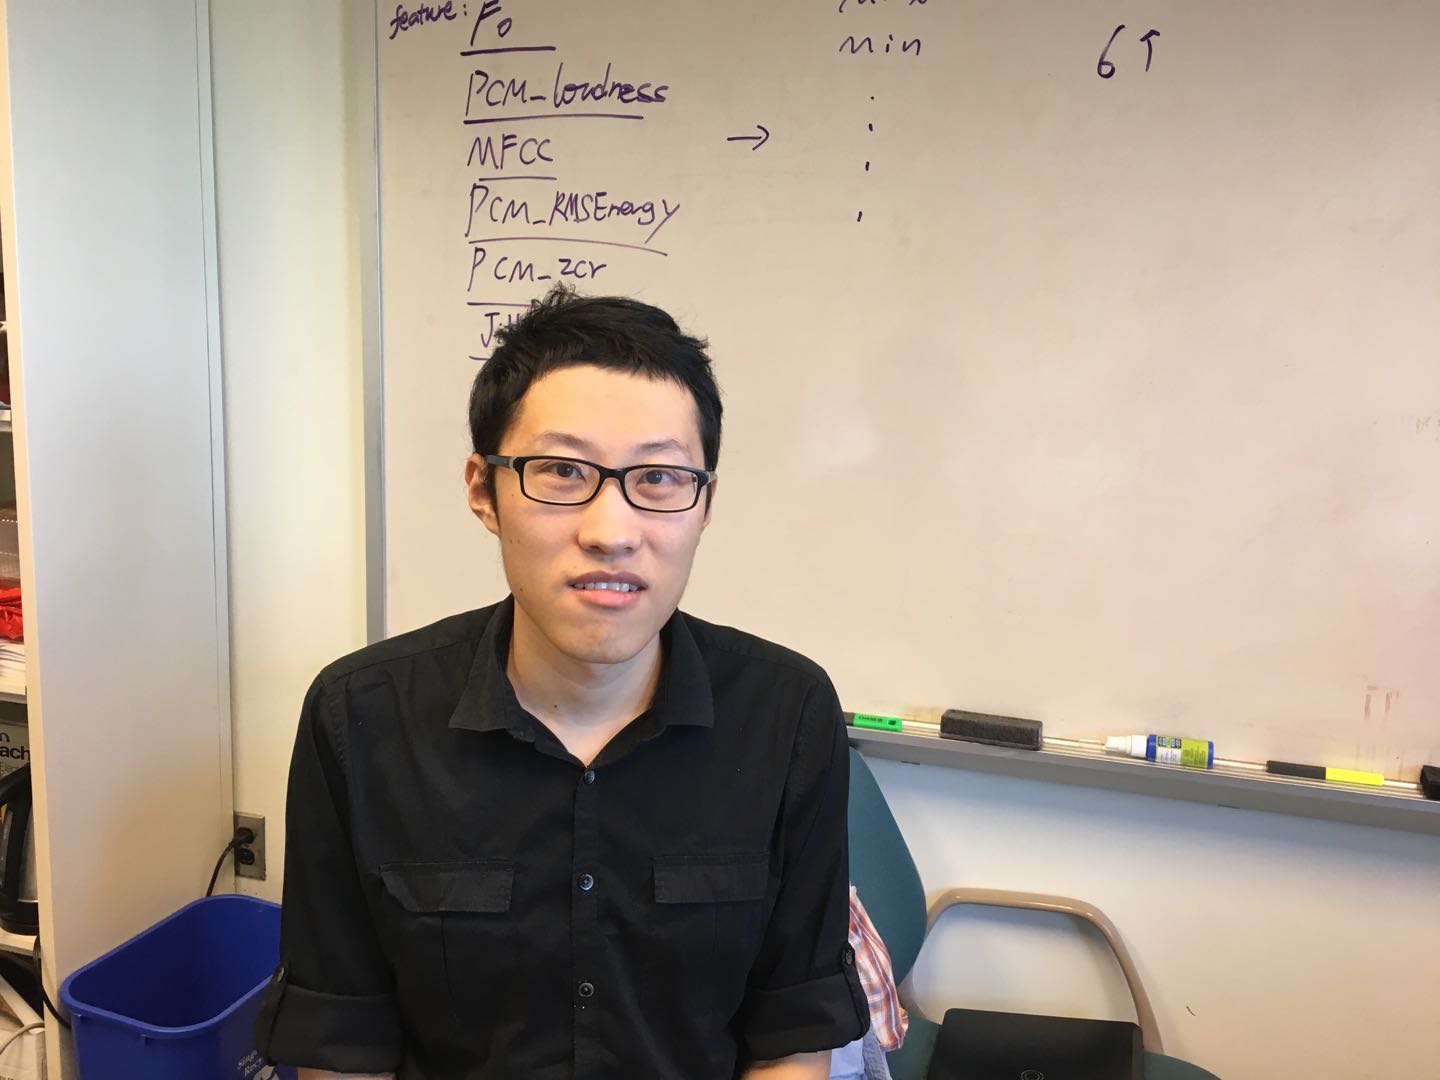 feature: F0
PCM_loudness
MFCC
PCM_RMSEnergy
PCM_zcr
→
min
6↑